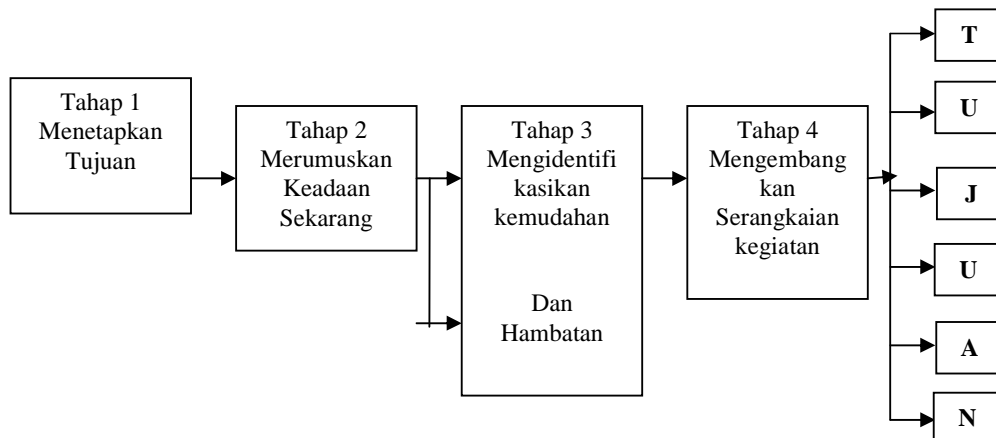 Tahap 1
Menetapkan
Tujuan
Tahap 2
Merumuskan
Keadaan
Sekarang
Tahap 3
Mengidentifi
kasikan
kemudahan
Dan
Hambatan
Tahap 4
Mengembang
kan
Serangkaian
kegiatan
T
U
J
U
A
N